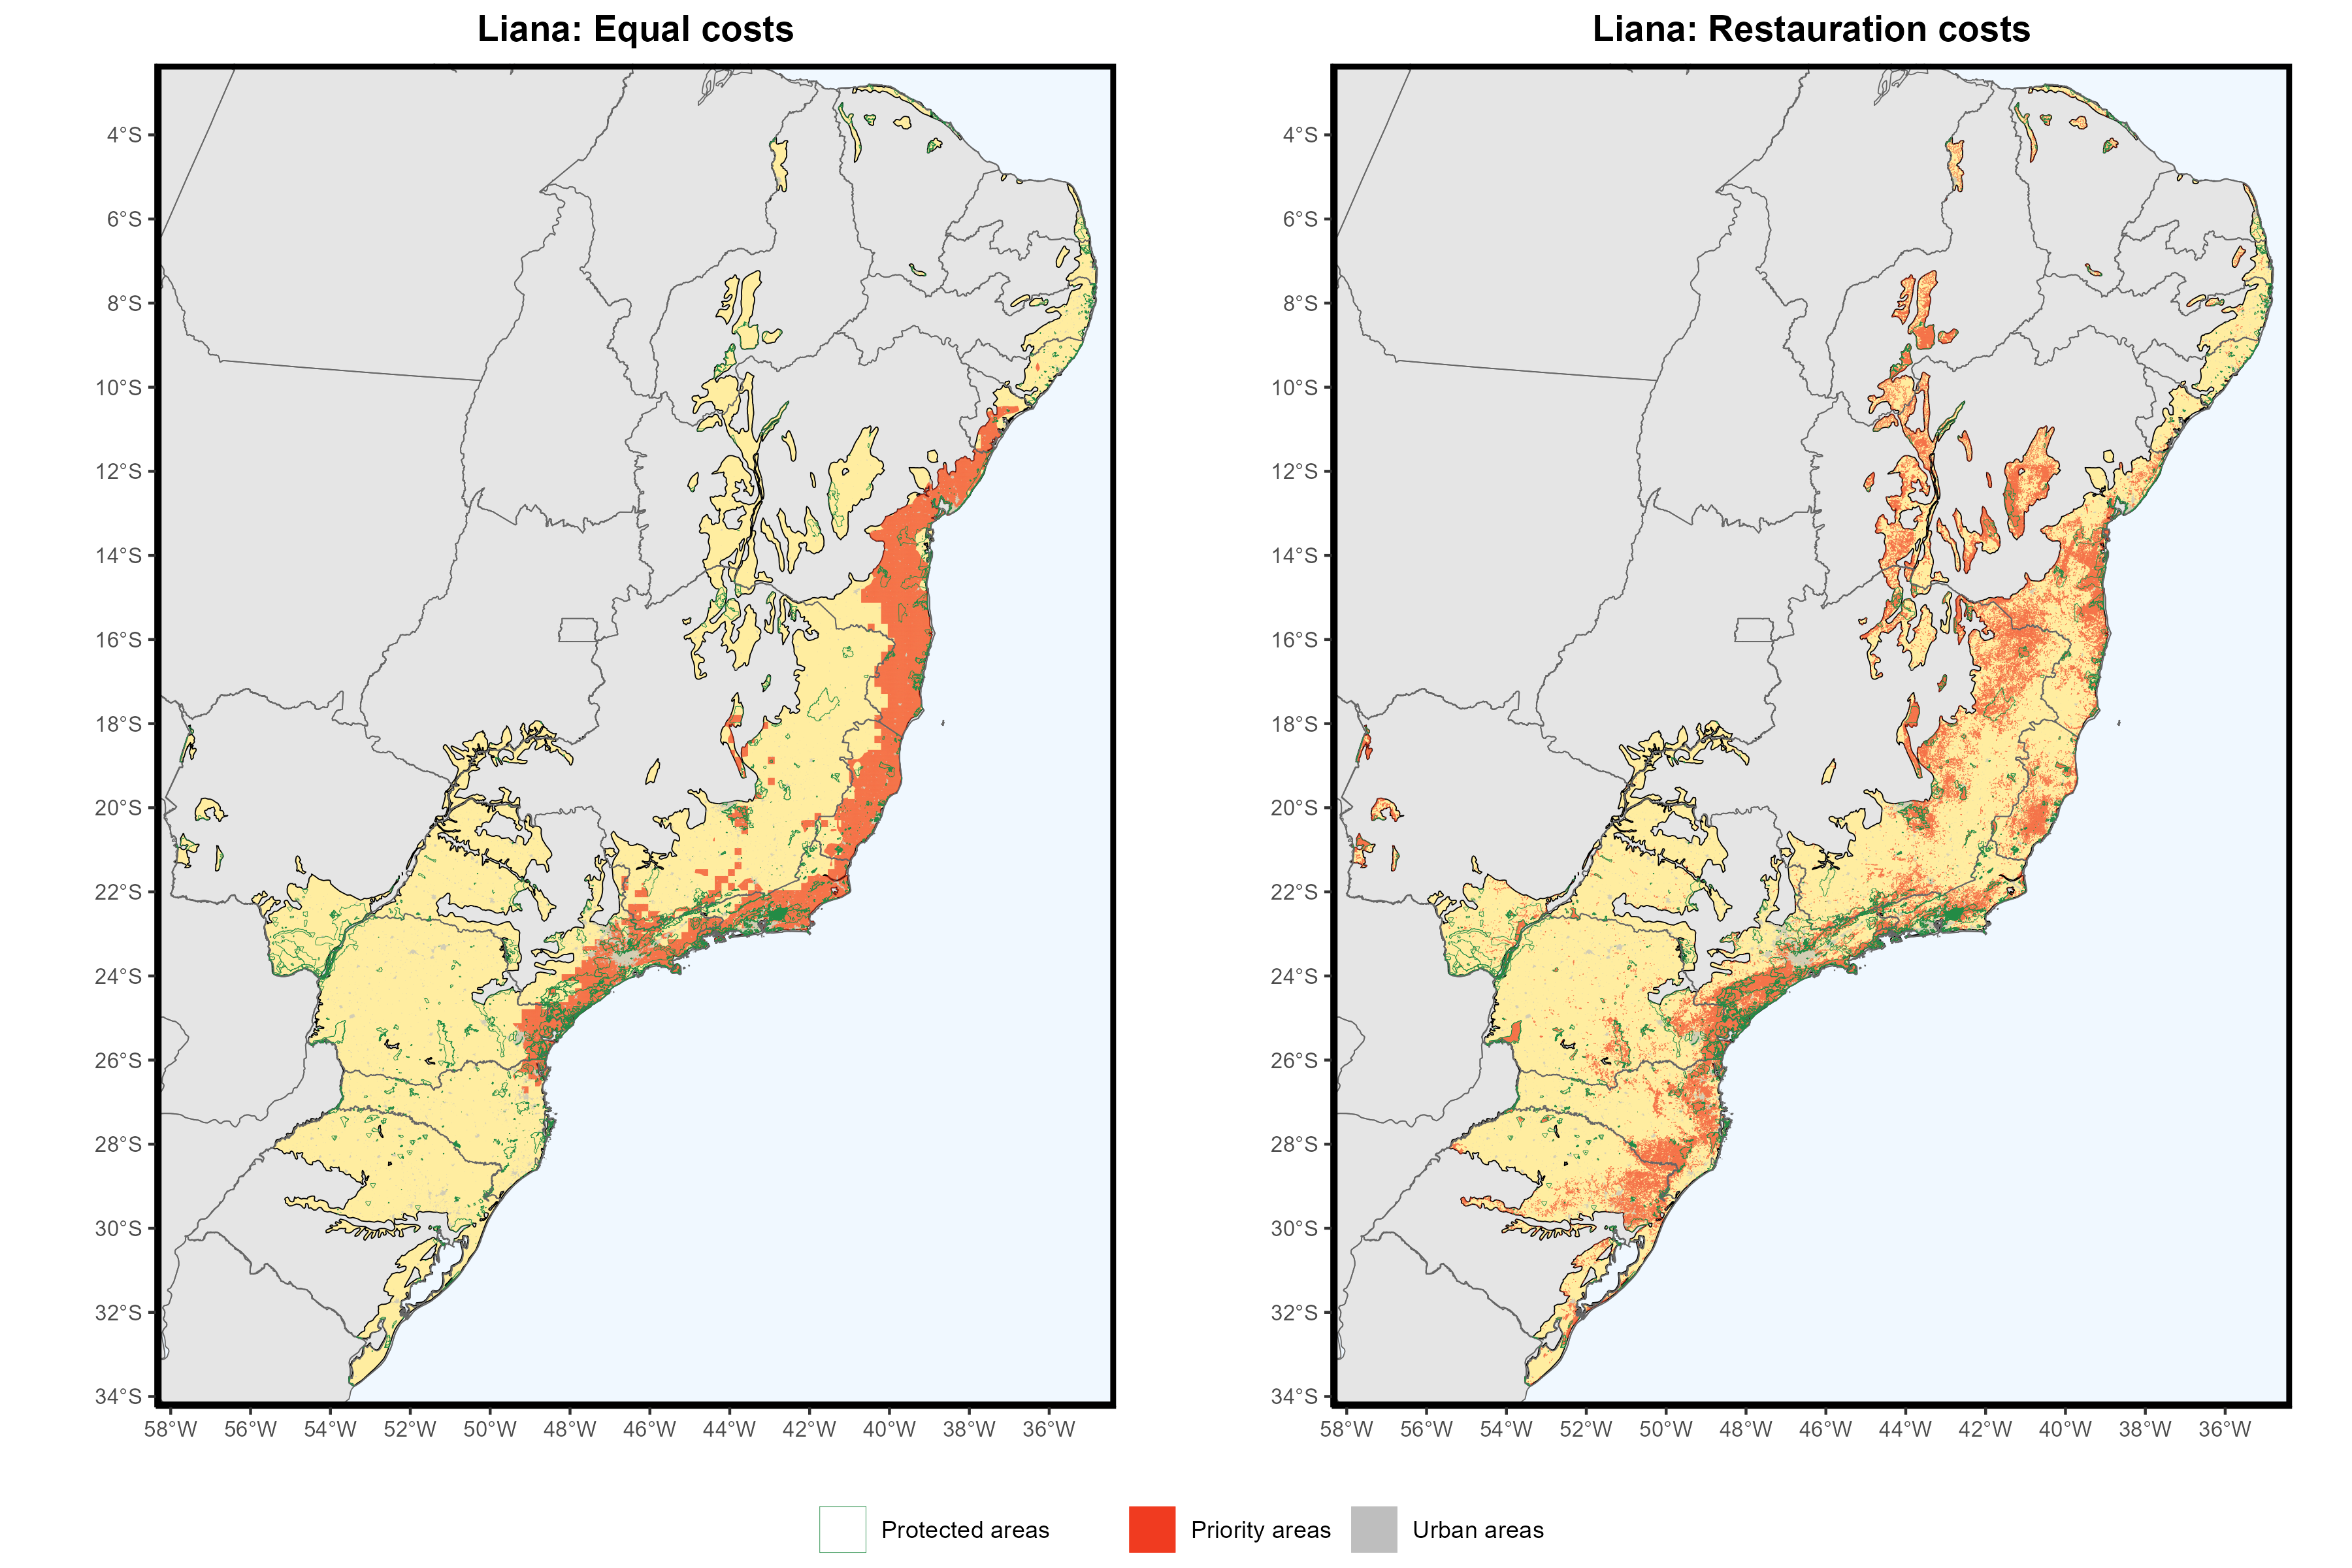 Liana: Equal costs
Liana: Restauration costs
4°S
6°S
8°S
10°S
12°S
14°S
16°S
18°S
20°S
22°S
24°S
26°S
28°S
30°S
32°S
34°S
58°W 56°W 54°W 52°W 50°W 48°W 46°W 44°W 42°W 40°W 38°W 36°W
4°S
6°S
8°S
10°S
12°S
14°S
16°S
18°S
20°S
22°S
24°S
26°S
28°S
30°S
32°S
34°S
58°W 56°W 54°W 52°W 50°W 48°W 46°W 44°W 42°W 40°W 38°W 36°W
Protected areas Priority areas Urban areas